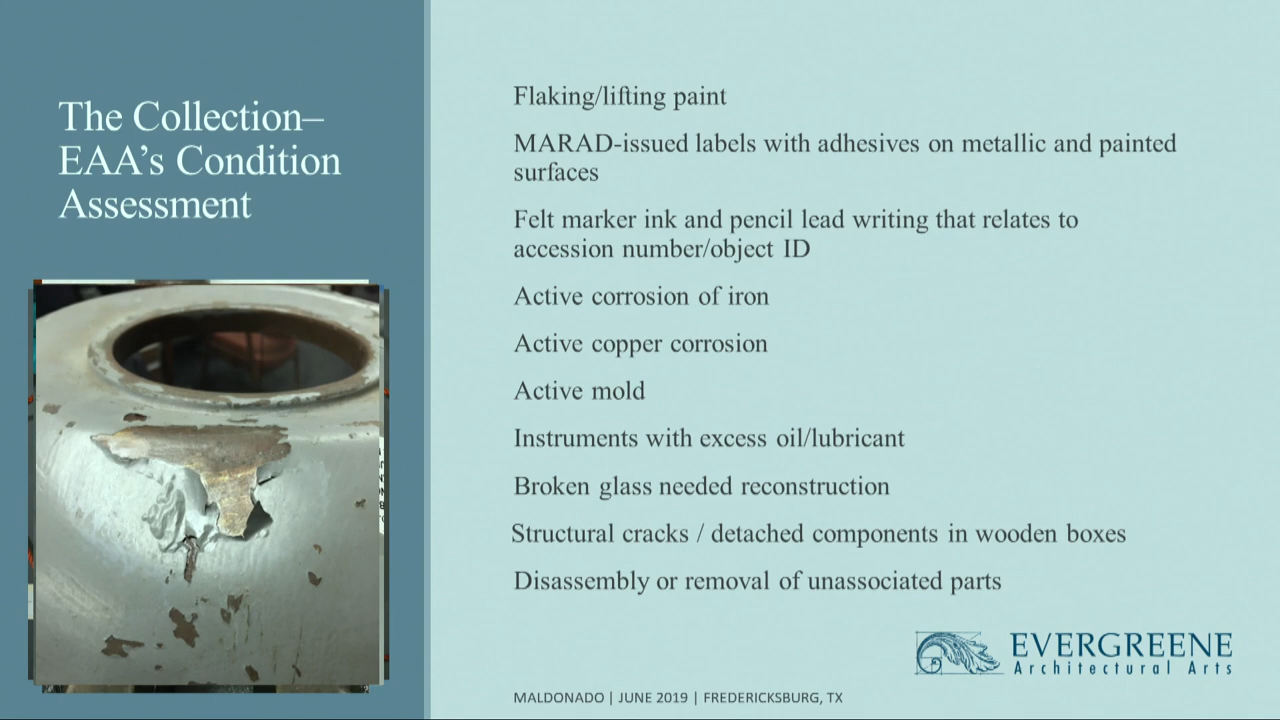 The Collection–
EAA's Condition
Assessment
Flaking/lifting paint
MARAD-issued labels with adhesives on metallic and painted
surfaces
Felt marker ink and pencil lead writing that relates to
accession number/object ID
Active corrosion of iron
Active copper corrosion
Active mold
Instruments with excess oil/lubricant
Broken glass needed reconstruction
Structural cracks / detached components in wooden boxes
Disassembly or removal of unassociated parts
EVERGREENE
Architectural Arts
MALDONADO | JUNE 2019 | FREDERICKSBURG, TX